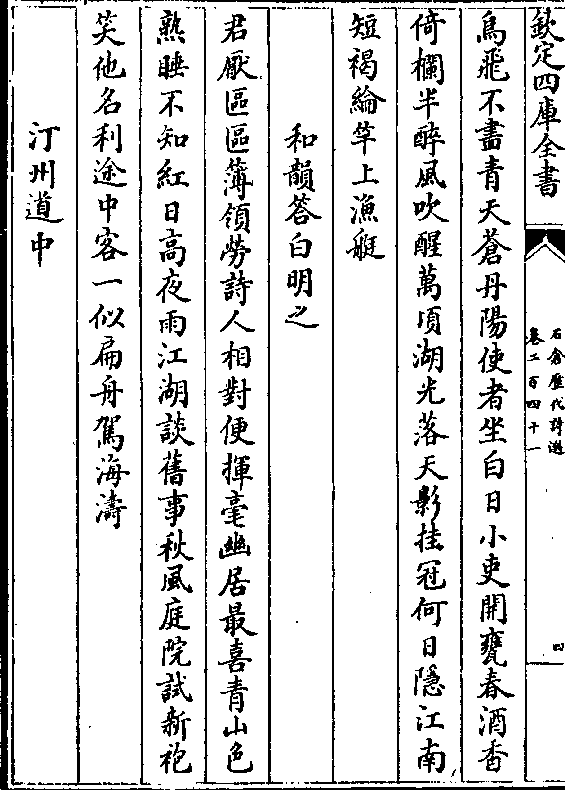 欽定四庫全書
石倉歷代詩選
卷二百四十一
四
鳥飛不盡青天蒼丹陽使者坐白日小吏開甕春酒香
倚欄半醉風吹醒萬頃湖光落天影挂冠何日隱江南
短褐綸竿上漁艇
和韻答白明之
君厭區區簿領勞詩人相對便揮毫幽居最喜青山色
熟睡不知紅日高夜雨江湖談舊事秋風庭院試新袍
笑他名利途中客一似扁舟駕海濤
汀州道中